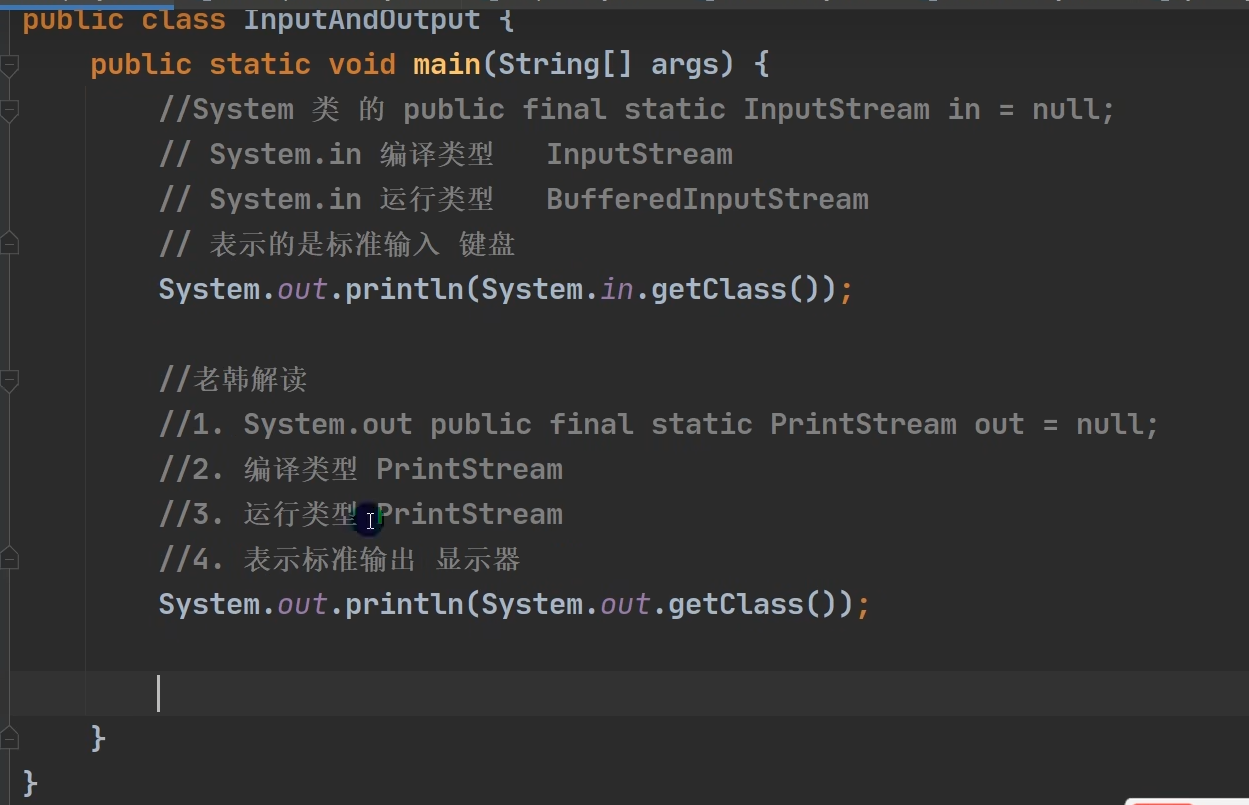 public class InputAndOutput {
public static void main(String[] args) {
//System 类 的 public final static InputStream in = null;
// System.in 编译类型   InputStream
// System.in 运行类型   BufferedInputStream
// 表示的是标准输入 键盘
System.out.println(System.in.getClass());
//老韩解读
//1. System.out public final static PrintStream out = null;
//2. 编译类型 PrintStream
//3. 运行类型 PrintStream
//4. 表示标准输出 显示器
System.out.println(System.out.getClass());
}
}